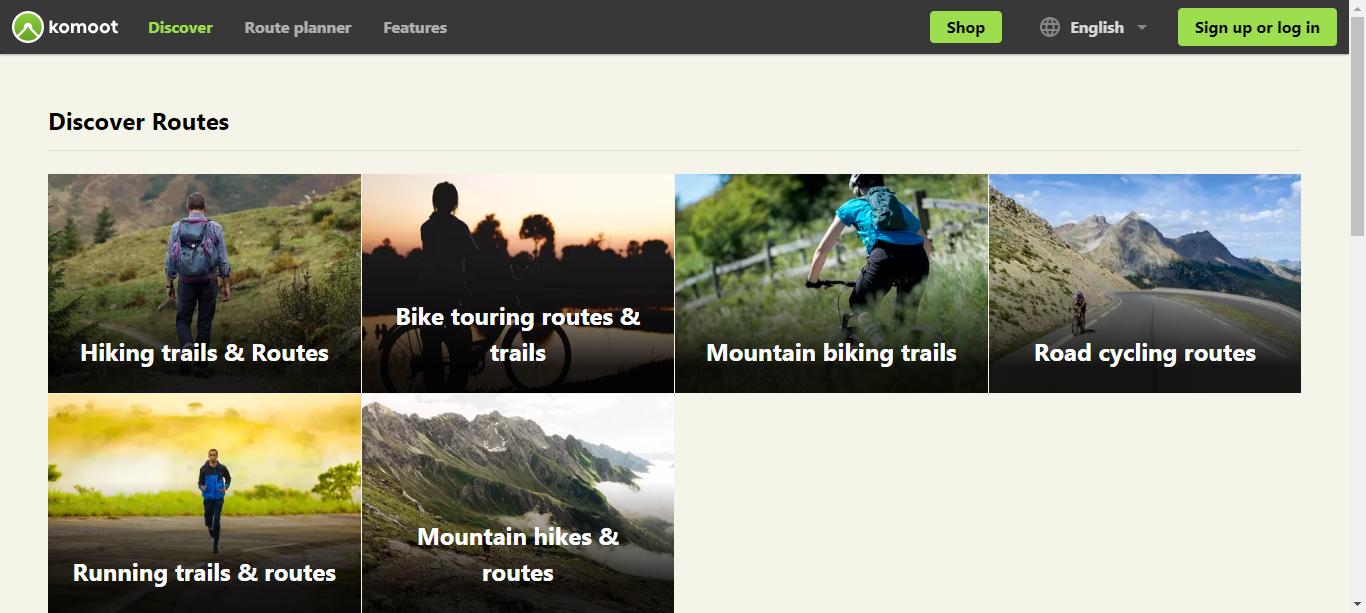 komoot Discover Route planner Features Shop English Sign up or log in
Discover Routes
Hiking trails & Routes
Bike touring routes &
trails
Mountain biking trails
Road cycling routes
Running trails & routes
Mountain hikes &
routes